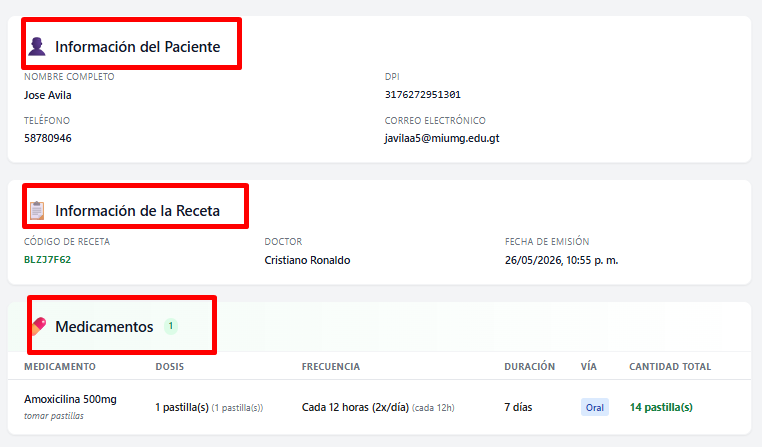 Información del Paciente
NOMBRE COMPLETO DPI
Jose Avila 3176272951301
TELÉFONO CORREO ELECTRÓNICO
58780946 javilaa5@miumg.edu.gt
Información de la Receta
CÓDIGO DE RECETA DOCTOR FECHA DE EMISIÓN
BLZJ7F62 Cristiano Ronaldo 26/05/2026, 10:55 p. m.
Medicamentos 1
MEDICAMENTO DOSIS FRECUENCIA DURACIÓN VÍA CANTIDAD TOTAL
Amoxicilina 500mg 1 pastilla(s) (1 pastilla(s)) Cada 12 horas (2x/día) (cada 12h) 7 días Oral 14 pastilla(s)
tomar pastillas